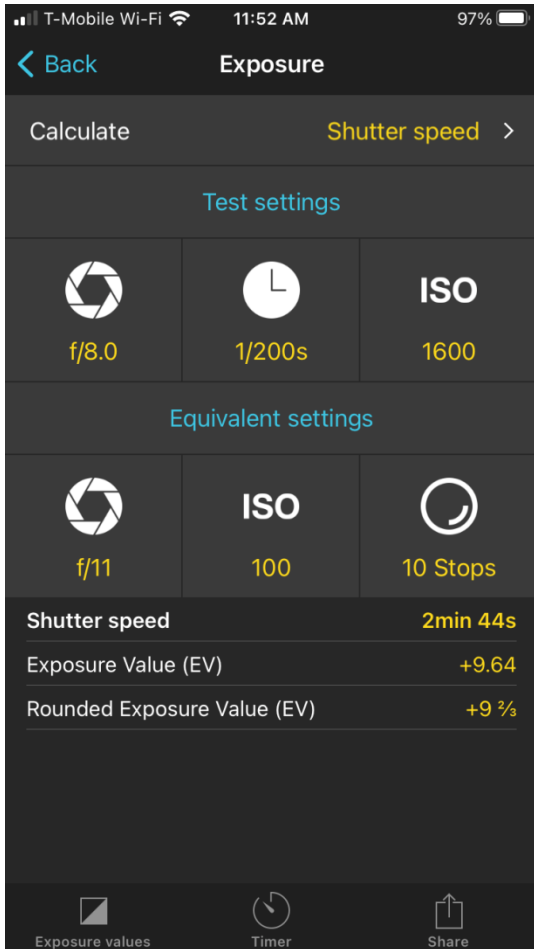 T-Mobile Wi-Fi 11:52 AM 97%
Back Exposure
Calculate Shutter speed
Test settings
ISO
f/8.0 1/200s 1600
Equivalent settings
ISO
f/11 100 10 Stops
Shutter speed 2min 44s
Exposure Value (EV) +9.64
Rounded Exposure Value (EV) +9 ⅔
Exposure values Timer Share